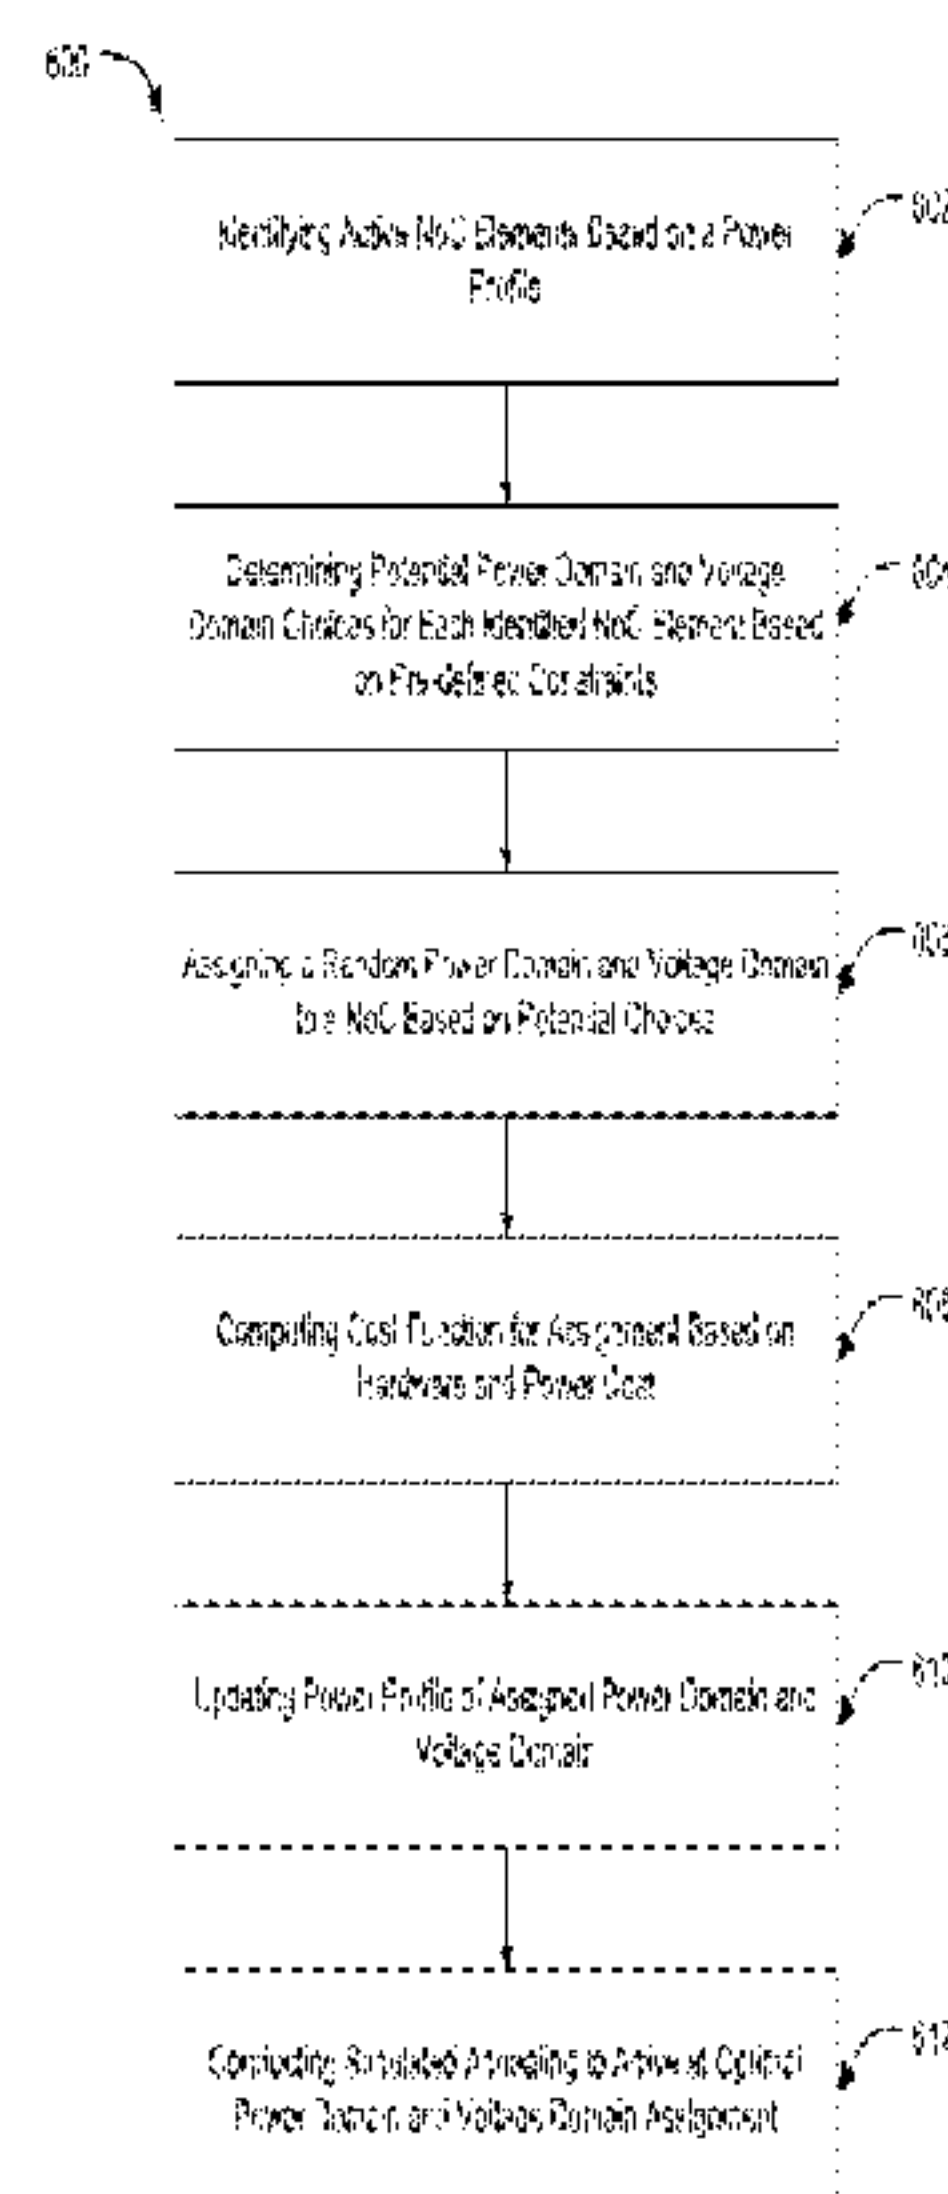 600
Identifying Active NoC Elements Based on a Power
Profile
Determining Potential Power Domain and Voltage
Domain Choices for Each Identified NoC Element Based
on Pre-defined Constraints
Assigning a Random Power Domain and Voltage Domain
to a NoC Based on Potential Choices
Computing Cost Function for Assignment Based on
Hardware and Power Cost
Updating Power Profile of Assigned Power Domain and
Voltage Domain
Conducting Simulated Annealing to Arrive at Optimal
Power Domain and Voltage Domain Assignment